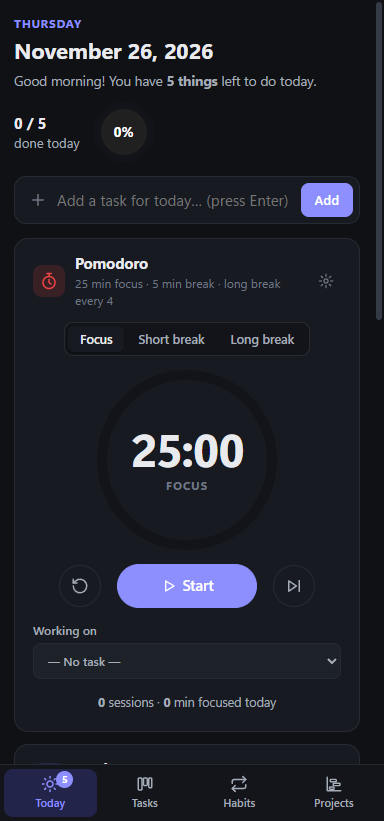 THURSDAY
November 26, 2026
Good morning! You have 5 things left to do today.
0 / 5
done today
0%
Add a task for today... (press Enter)
Add
Pomodoro
25 min focus · 5 min break · long break
every 4
Focus
Short break
Long break
25:00
FOCUS
Start
Working on
— No task —
0 sessions · 0 min focused today
5
Today
Tasks
Habits
Projects